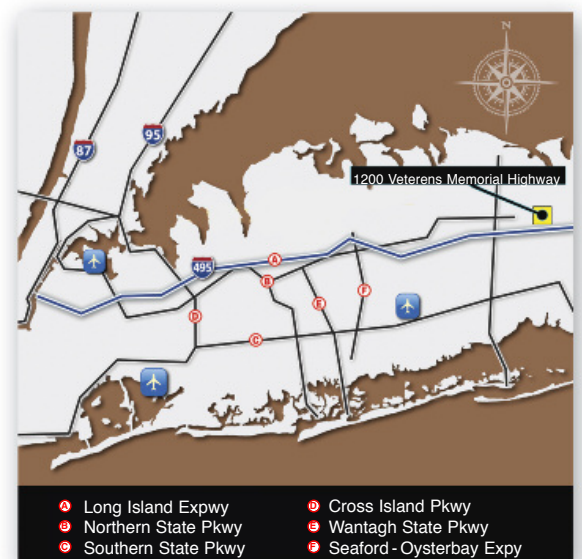 N
95
87
1200 Veterens Memorial Highway
495
A
B
F
E
D
C
A Long Island Expwy
B Northern State Pkwy
C Southern State Pkwy
D Cross Island Pkwy
E Wantagh State Pkwy
F Seaford - Oysterbay Expy